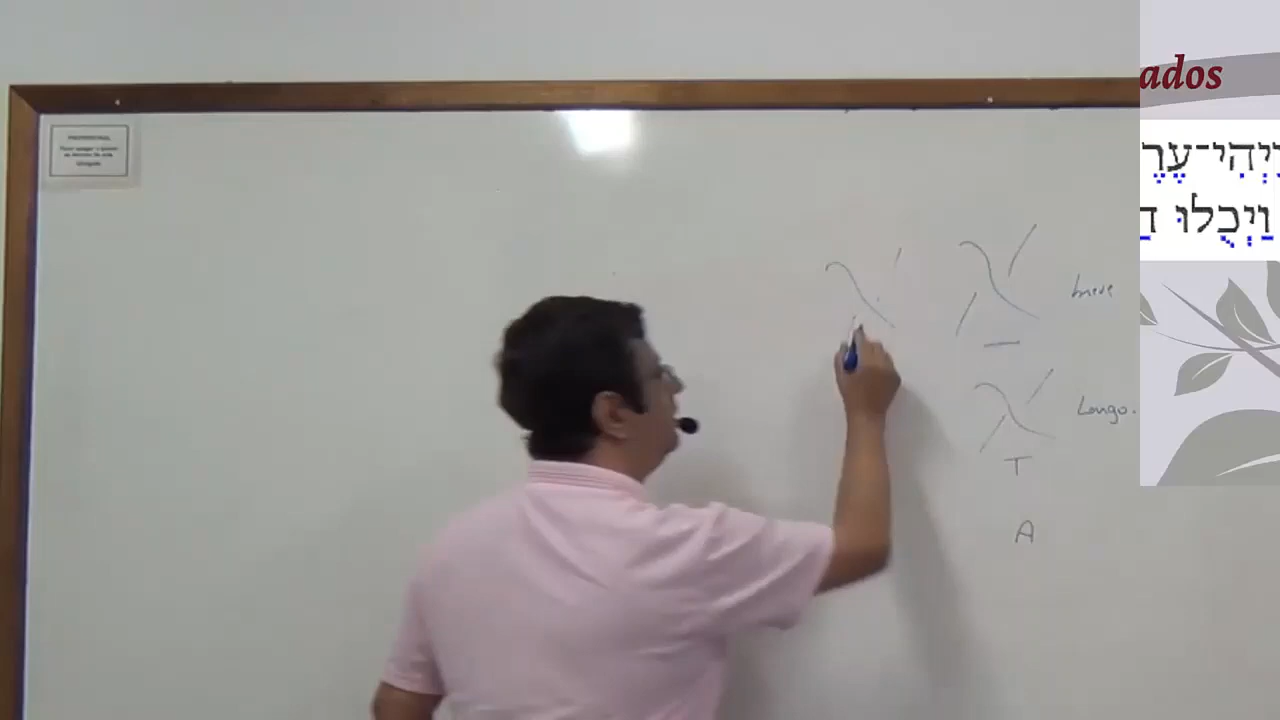 ados
יְהִי־עֶרֶ
וַיְכֻלּוּ הַ
א אַ breve
אָ Longo.
A